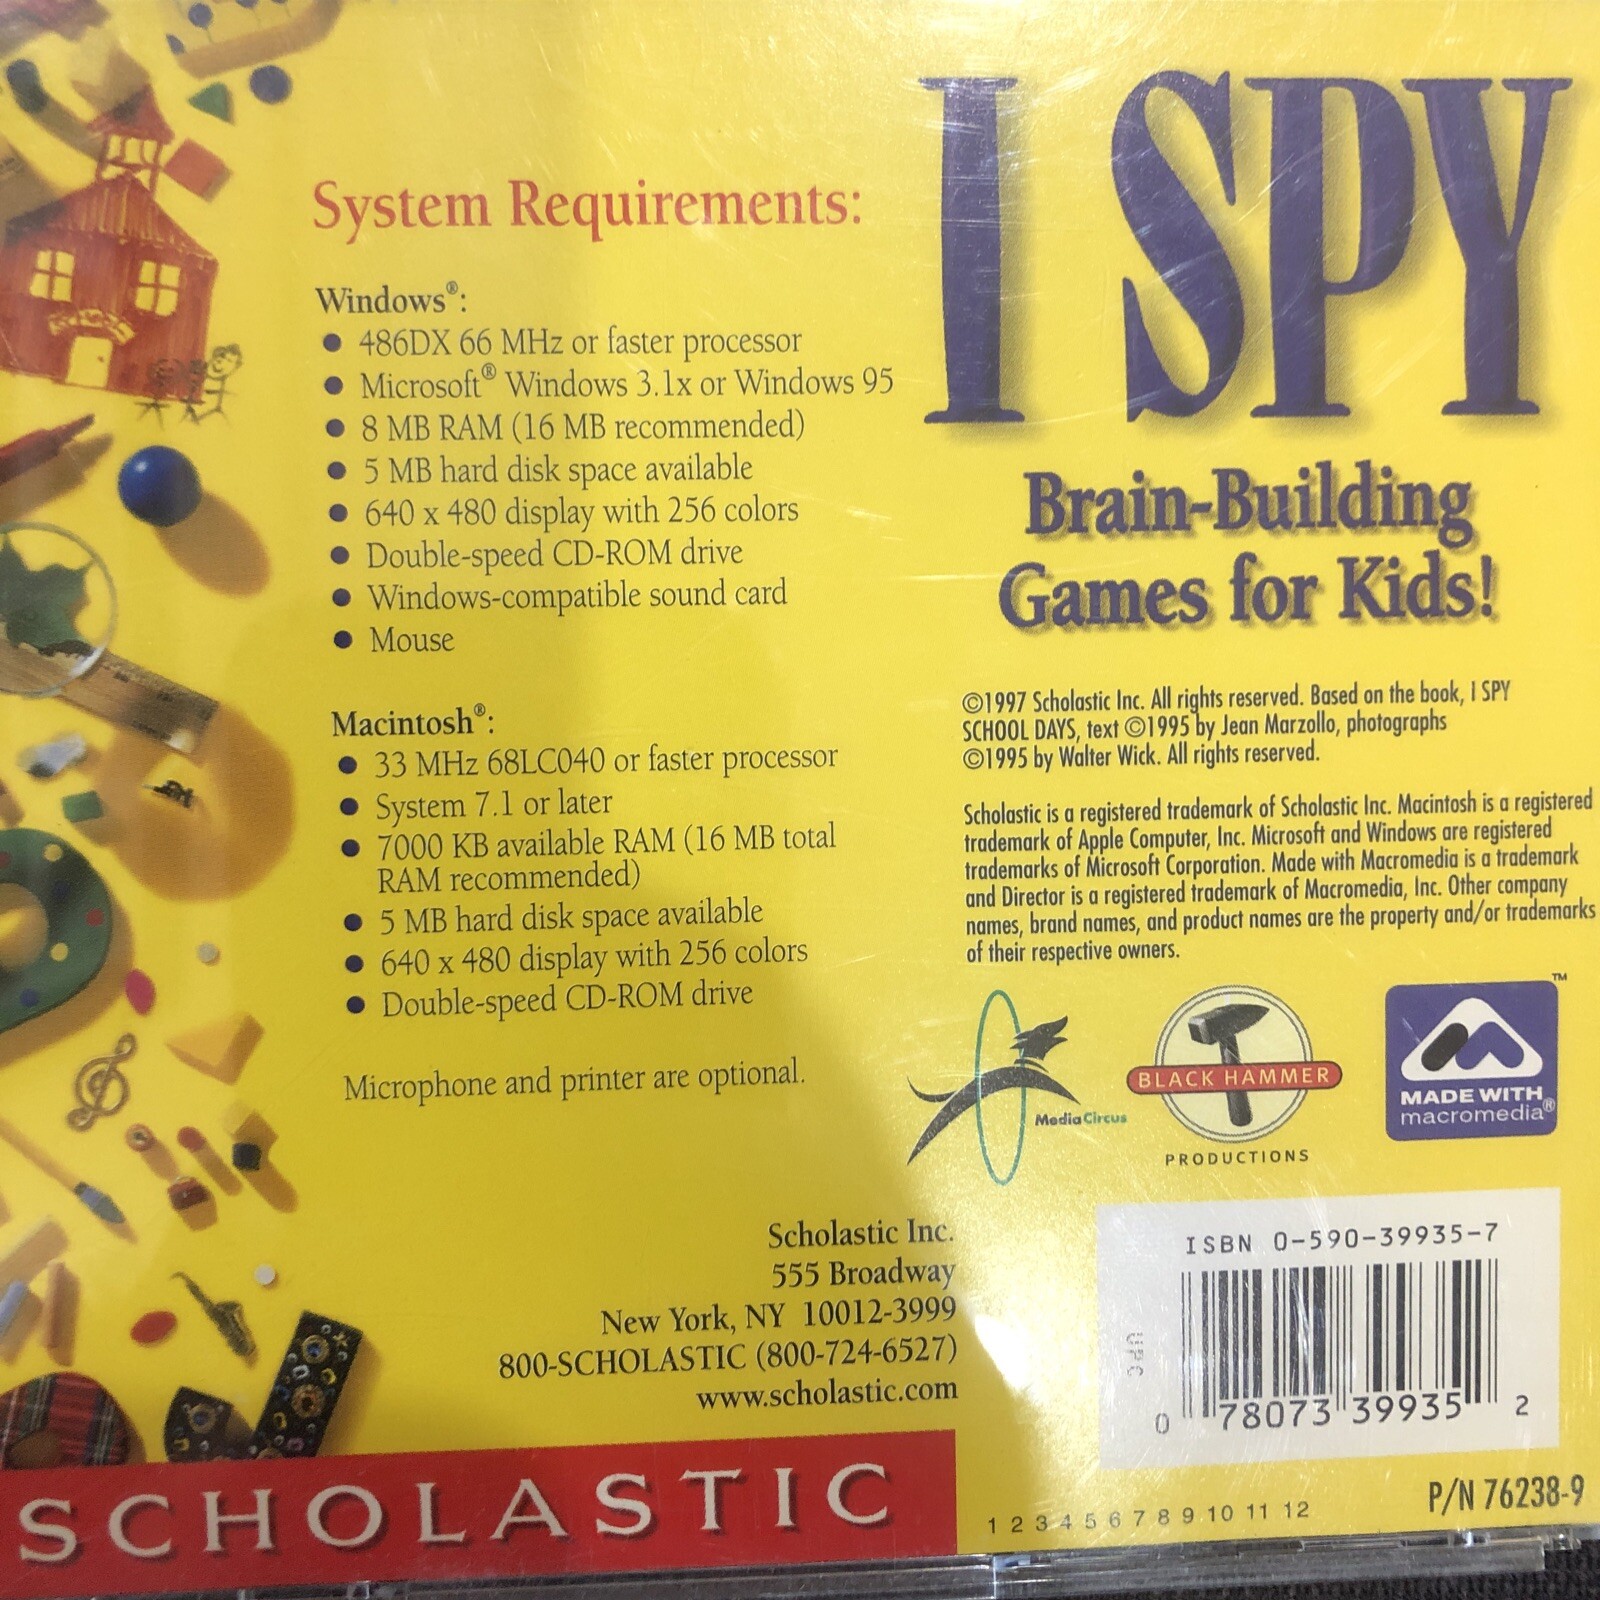 System Requirements:
Windows®:
● 486DX 66 MHz or faster processor
● Microsoft® Windows 3.1x or Windows 95
● 8 MB RAM (16 MB recommended)
● 5 MB hard disk space available
● 640 x 480 display with 256 colors
● Double-speed CD-ROM drive
● Windows-compatible sound card
● Mouse
Macintosh®:
● 33 MHz 68LC040 or faster processor
● System 7.1 or later
● 7000 KB available RAM (16 MB total
RAM recommended)
● 5 MB hard disk space available
● 640 x 480 display with 256 colors
● Double-speed CD-ROM drive
Microphone and printer are optional.
Scholastic Inc.
555 Broadway
New York, NY 10012-3999
800-SCHOLASTIC (800-724-6527)
www.scholastic.com
SCHOLASTIC
I SPY
Brain-Building
Games for Kids!
©1997 Scholastic Inc. All rights reserved. Based on the book, I SPY
SCHOOL DAYS, text ©1995 by Jean Marzollo, photographs
©1995 by Walter Wick. All rights reserved.
Scholastic is a registered trademark of Scholastic Inc. Macintosh is a registered
trademark of Apple Computer, Inc. Microsoft and Windows are registered
trademarks of Microsoft Corporation. Made with Macromedia is a trademark
and Director is a registered trademark of Macromedia, Inc. Other company
names, brand names, and product names are the property and/or trademarks
of their respective owners.
MediaCircus
BLACK HAMMER
PRODUCTIONS
MADE WITH
macromedia®
TM
ISBN 0-590-39935-7
UPC
0 78073 39935 2
P/N 76238-9
1 2 3 4 5 6 7 8 9 10 11 12